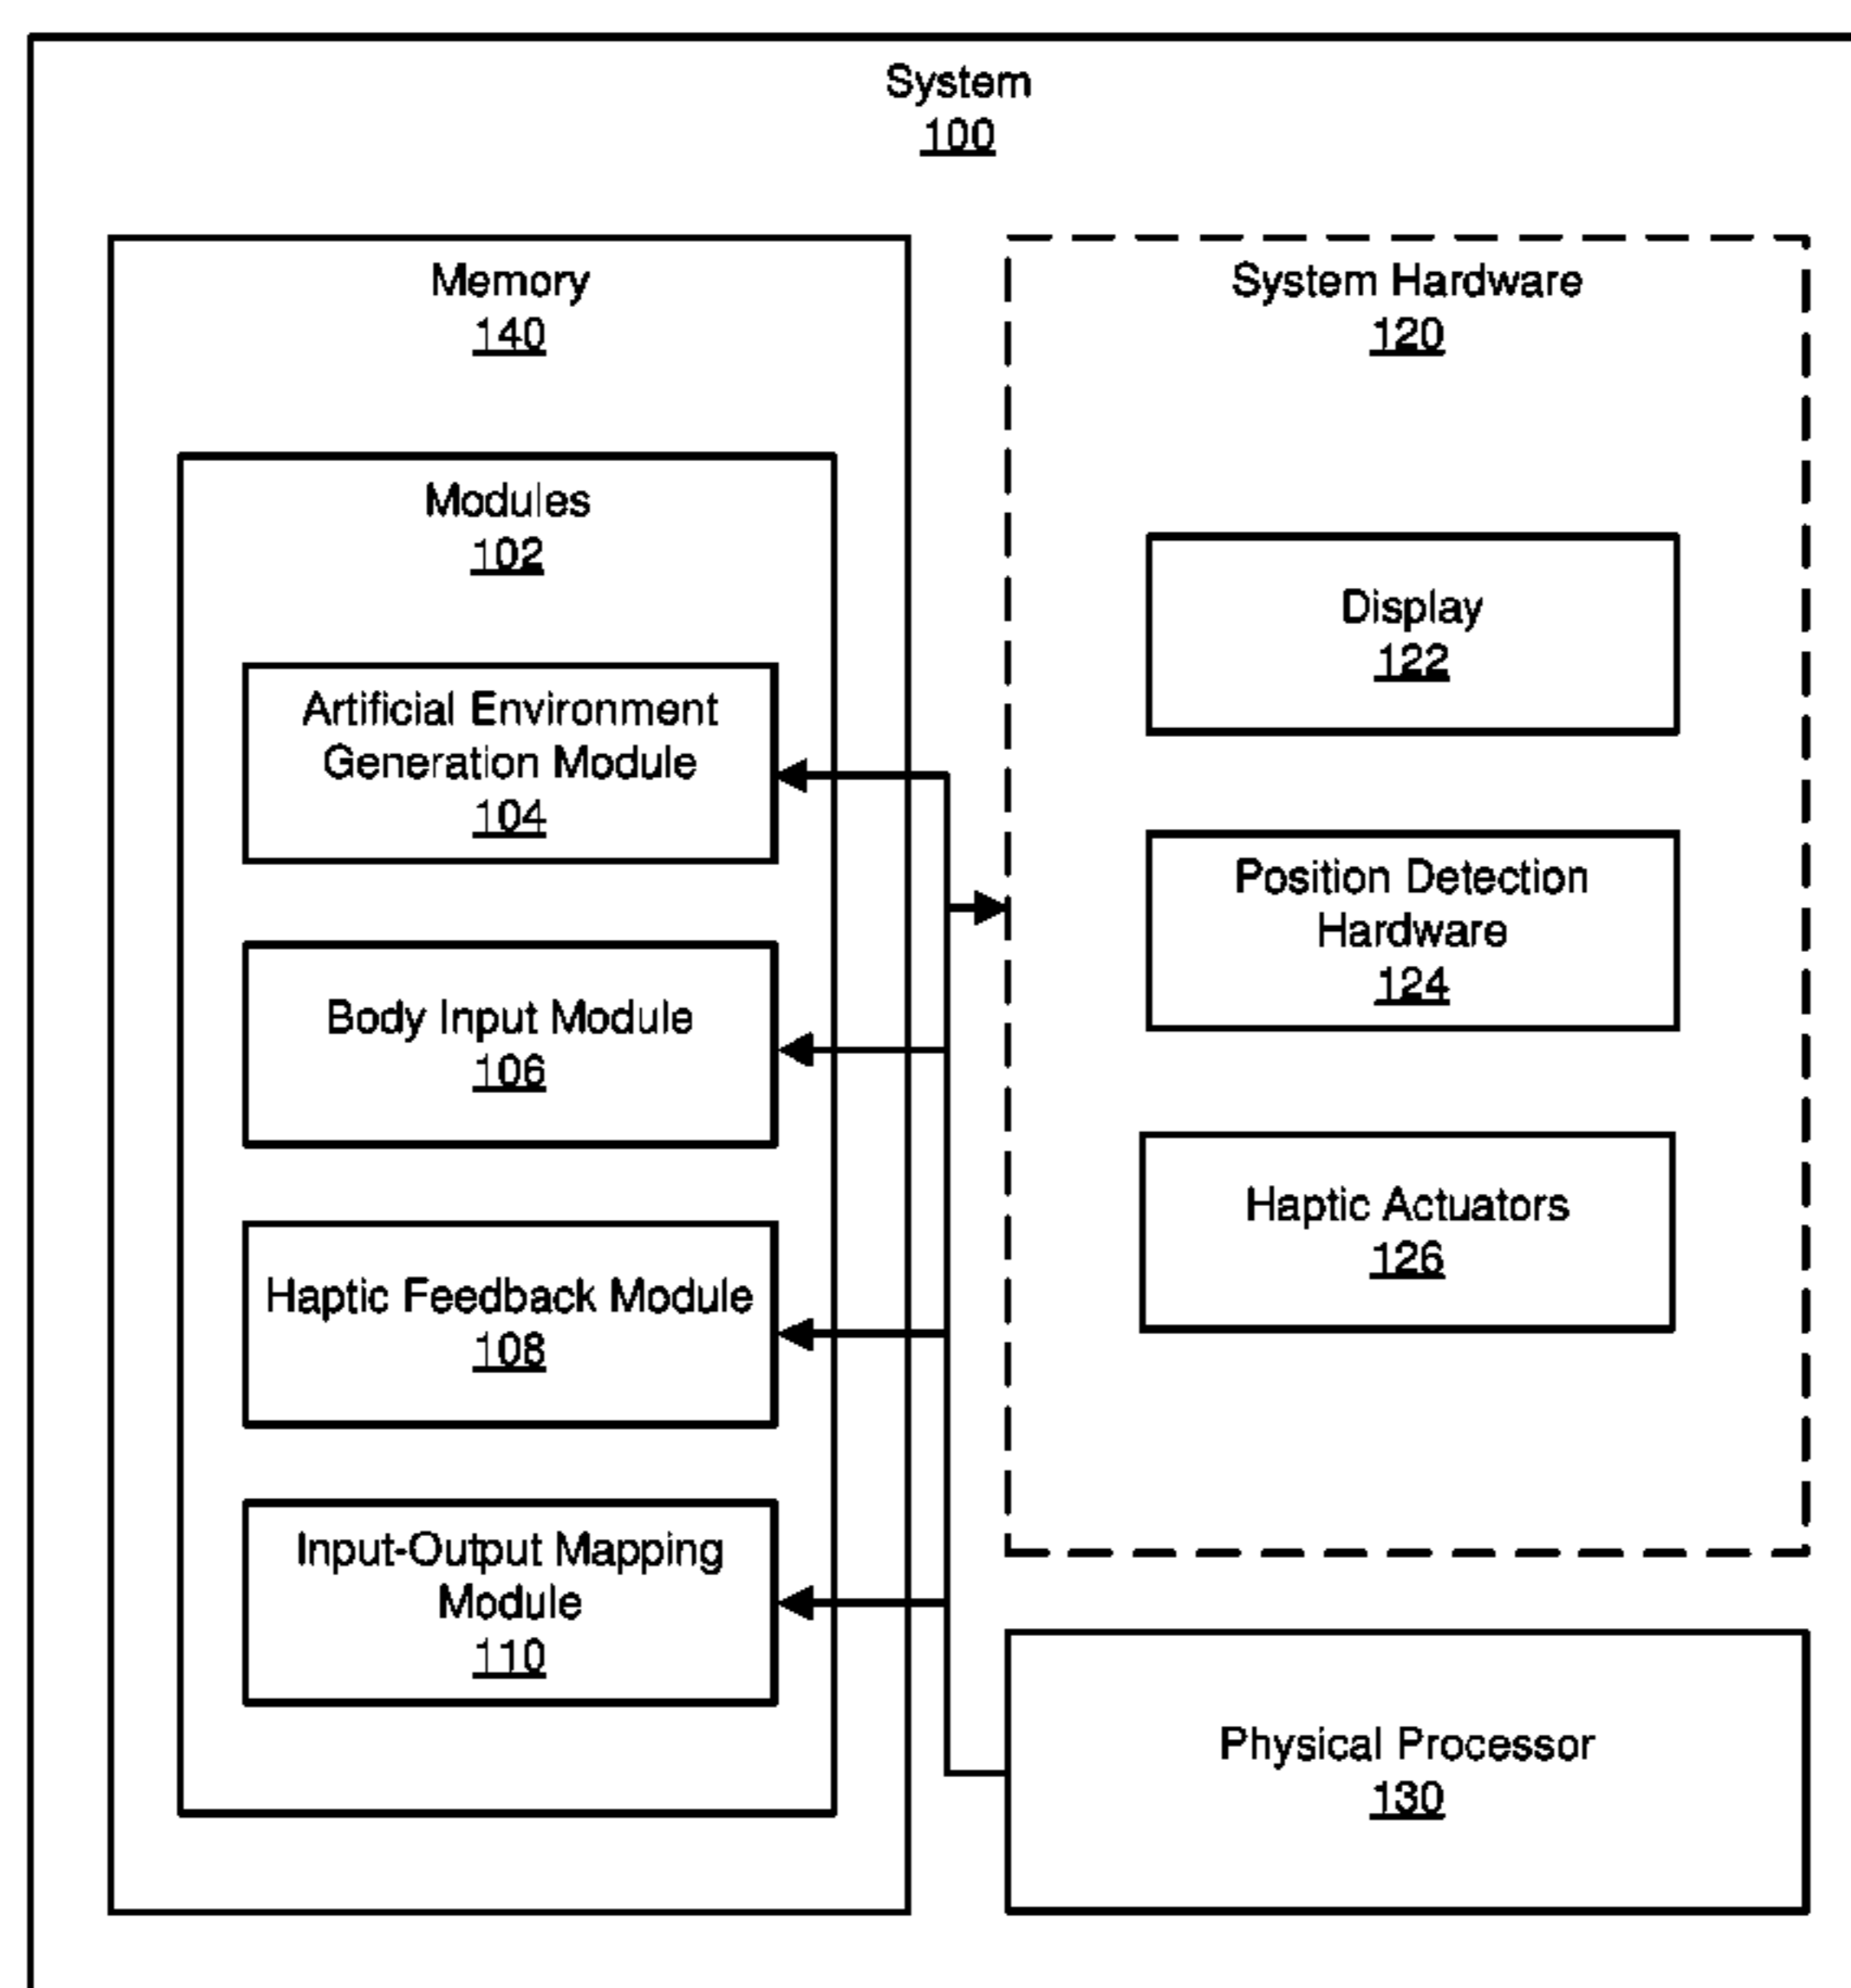 System
100
Memory
140
Modules
102
Artificial Environment
Generation Module
104
Body Input Module
106
Haptic Feedback Module
108
Input-Output Mapping
Module
110
System Hardware
120
Display
122
Position Detection
Hardware
124
Haptic Actuators
126
Physical Processor
130